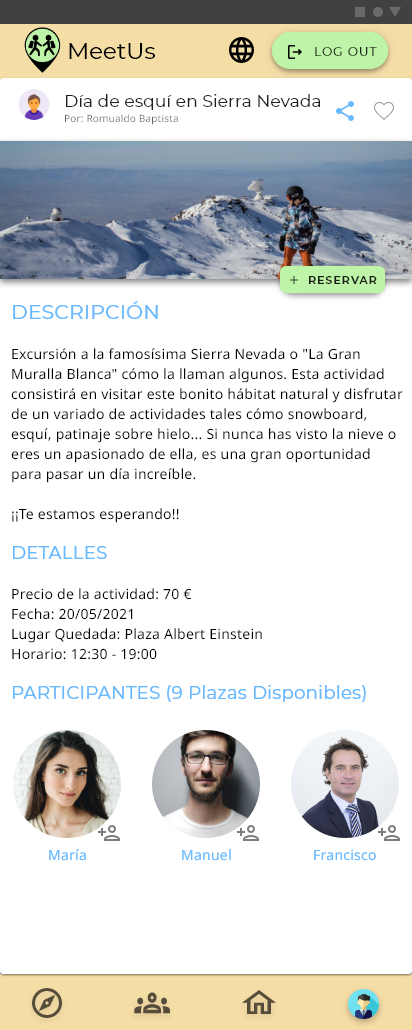 MeetUs
LOG OUT
Día de esquí en Sierra Nevada
Por: Romualdo Baptista
+ RESERVAR
DESCRIPCIÓN
Excursión a la famosísima Sierra Nevada o "La Gran
Muralla Blanca" cómo la llaman algunos. Esta actividad
consistirá en visitar este bonito hábitat natural y disfrutar
de un variado de actividades tales cómo snowboard,
esquí, patinaje sobre hielo... Si nunca has visto la nieve o
eres un apasionado de ella, es una gran oportunidad
para pasar un día increíble.
¡¡Te estamos esperando!!
DETALLES
Precio de la actividad: 70 €
Fecha: 20/05/2021
Lugar Quedada: Plaza Albert Einstein
Horario: 12:30 - 19:00
PARTICIPANTES (9 Plazas Disponibles)
María
Manuel
Francisco